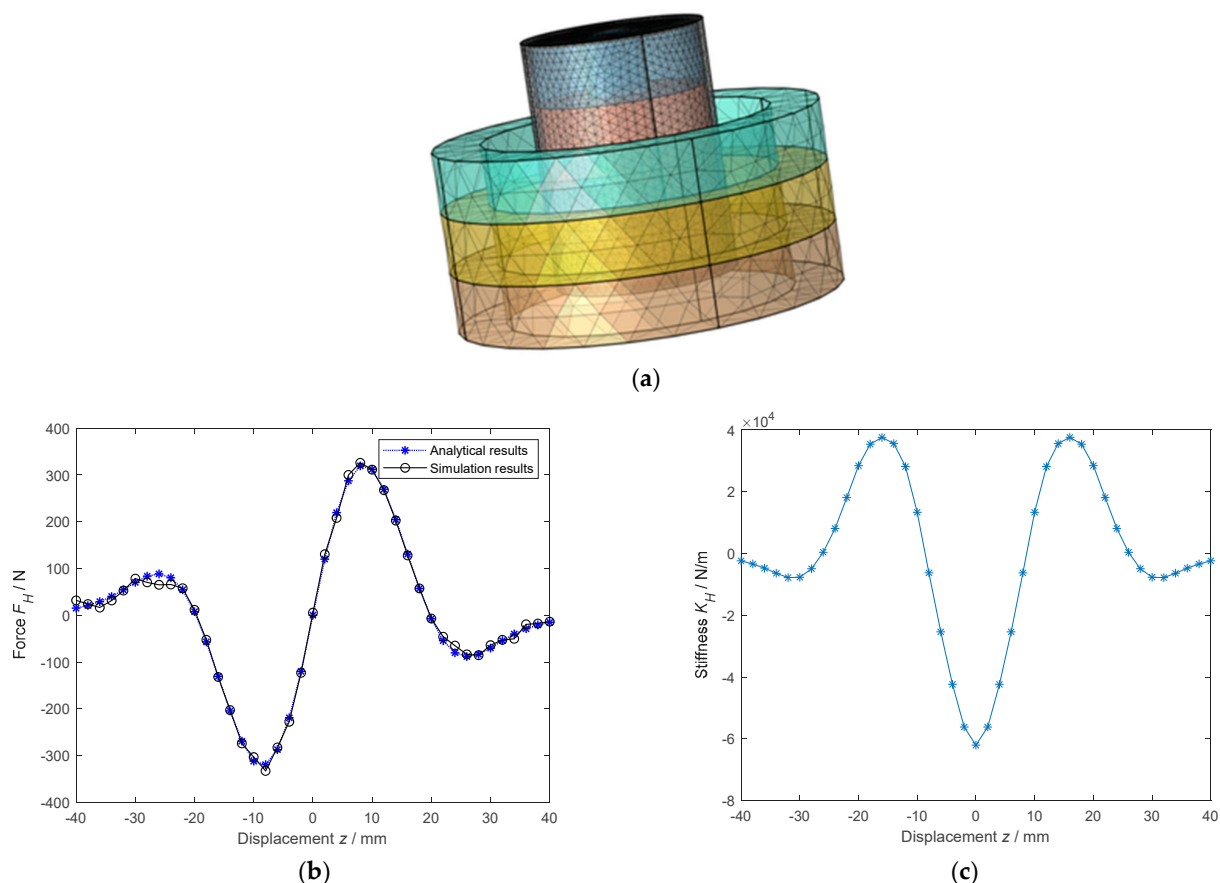 (a)
400
300
200
100
0
-100
-200
-300
-400
-40 -30 -20 -10 0 10 20 30 40
Force F_H / N
Displacement z / mm
Analytical results
Simulation results
(b)
×10^4
4
2
0
-2
-4
-6
-8
-40 -30 -20 -10 0 10 20 30 40
Stiffness K_H / N/m
Displacement z / mm
(c)